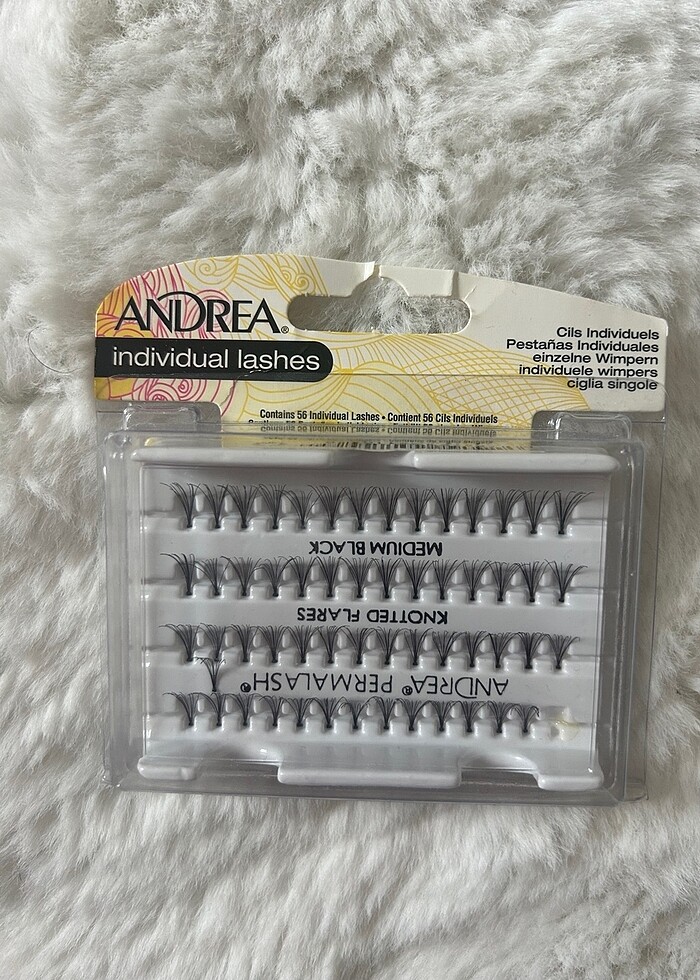 ANDREA®
individual lashes
Cils Individuels
Pestañas Individuales
einzelne Wimpern
individuele wimpers
ciglia singole
Contains 56 Individual Lashes • Contient 56 Cils Individuels
MEDIUM BLACK
KNOTTED FLARES
ANDREA® PERMALASH®